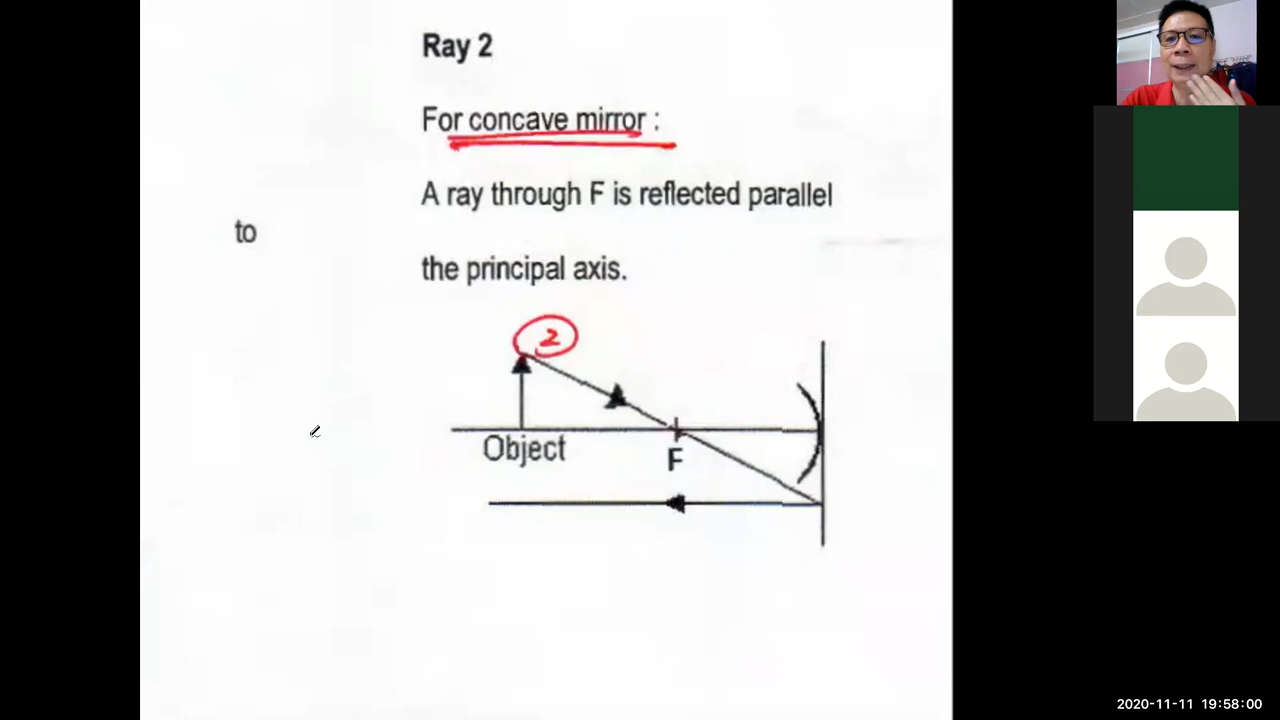 Ray 2
For concave mirror :
A ray through F is reflected parallel
to
the principal axis.
2
Object
F
2020-11-11 19:58:00